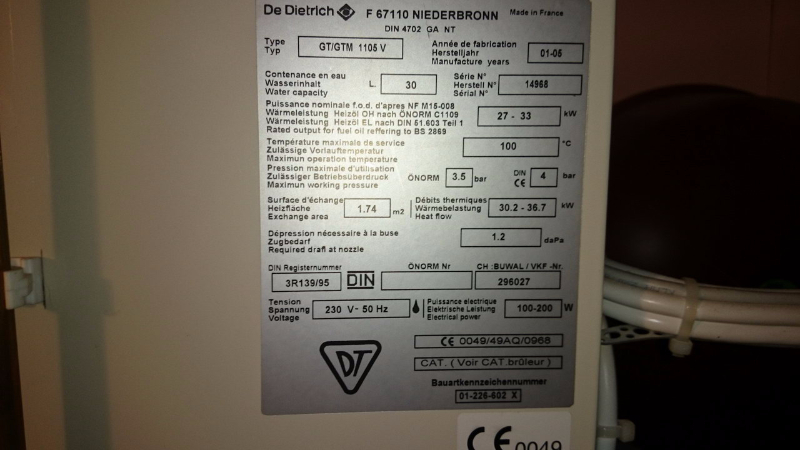 De Dietrich F 67110 NIEDERBRONN Made in France
DIN 4702 GA NT
Type
Typ
GT/GTM 1105 V
Année de fabrication
Herstelljahr
Manufacture years
01-05
Contenance en eau
Wasserinhalt
Water capacity
L. 30
Série N°
Herstell N°
Sérial N°
14968
Puissance nominale f.o.d. d'apres NF M15-008
Wärmeleistung Heizöl OH nach ÖNORM C1109
Wärmeleistung Heizöl EL nach DIN 51.603 Teil 1
Rated output for fuel oil reffering to BS 2869
27 - 33 kW
Température maximale de service
Zulässige Vorlauftemperatur
Maximun operation temperature
100 °C
Pression maximale d'utilisation
Zulässiger Betriebsüberdruck
Maximun working pressure
ÖNORM 3.5 bar
DIN
CE
4 bar
Surface d'échange
Heizfläche
Exchange area
1.74 m2
Débits thermiques
Wärmebelastung
Heat flow
30.2 - 36.7 kW
Dépression nécessaire à la buse
Zugbedarf
Required draft at nozzle
1.2 daPa
DIN Registernummer
3R139/95
DIN
ÖNORM Nr
CH :BUWAL / VKF -Nr.
296027
Tension
Spannung
Voltage
230 V~ 50 Hz
Puissance electrique
Elektrische Leistung
Electrical power
100-200 W
CE 0049/49AQ/0968
CAT. ( Voir CAT.brûleur )
DT
Bauartkennzeichennummer
01-226-602 X
CE 0049